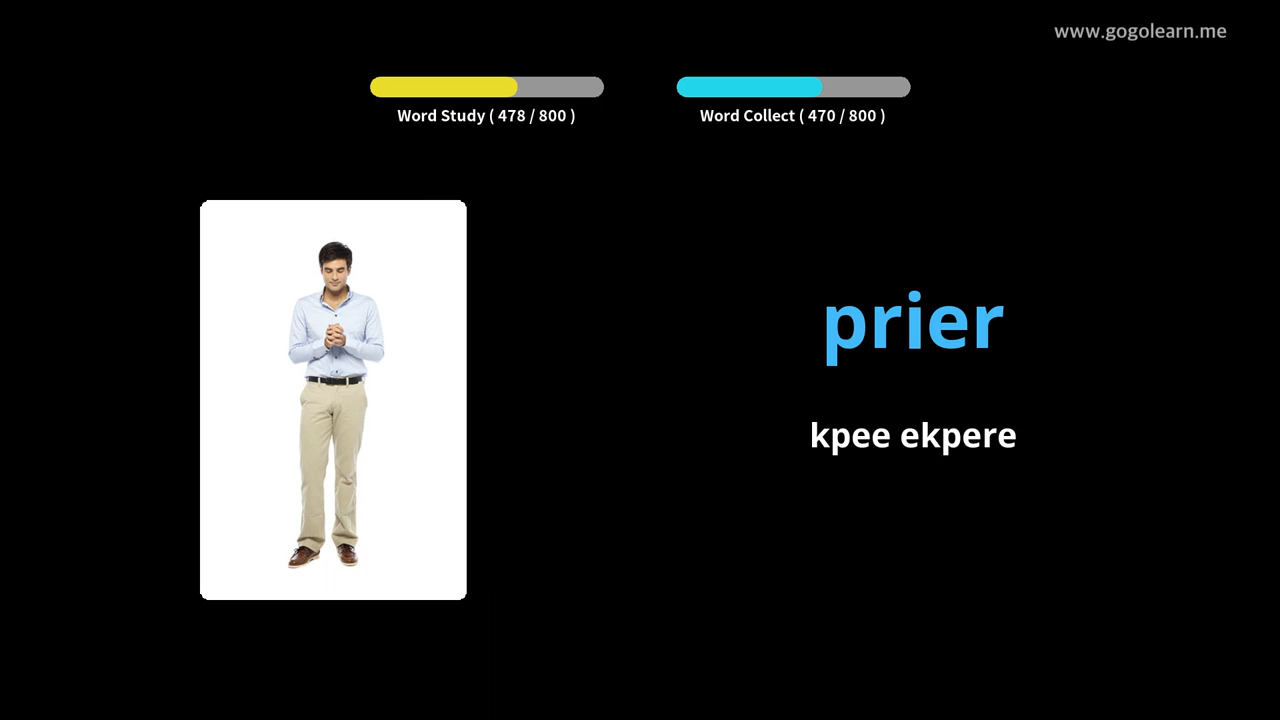 www.gogolearn.me
Word Study ( 478 / 800 )
Word Collect ( 470 / 800 )
prier
kpee ekpere